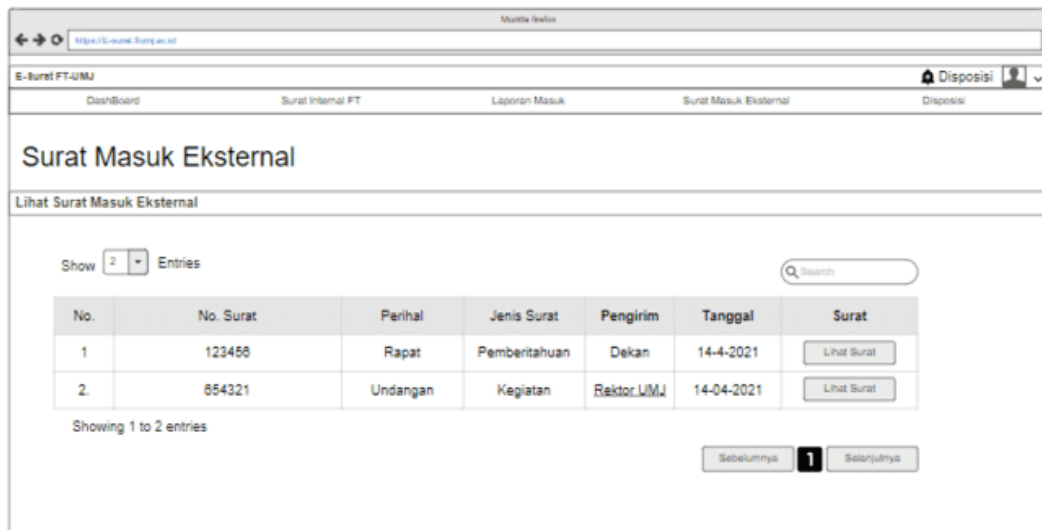 Mozilla firefox
E-Surat FT-UMJ Disposisi
DashBoard Surat Internal FT Laporan Masuk Surat Masuk Eksternal Disposisi
Surat Masuk Eksternal
Lihat Surat Masuk Eksternal
Show 2 Entries
Search
No. No. Surat Perihal Jenis Surat Pengirim Tanggal Surat
1 123456 Rapat Pemberitahuan Dekan 14-4-2021 Lihat Surat
2. 654321 Undangan Kegiatan Rektor UMJ 14-04-2021 Lihat Surat
Showing 1 to 2 entries
Sebelumnya 1 Selanjutnya